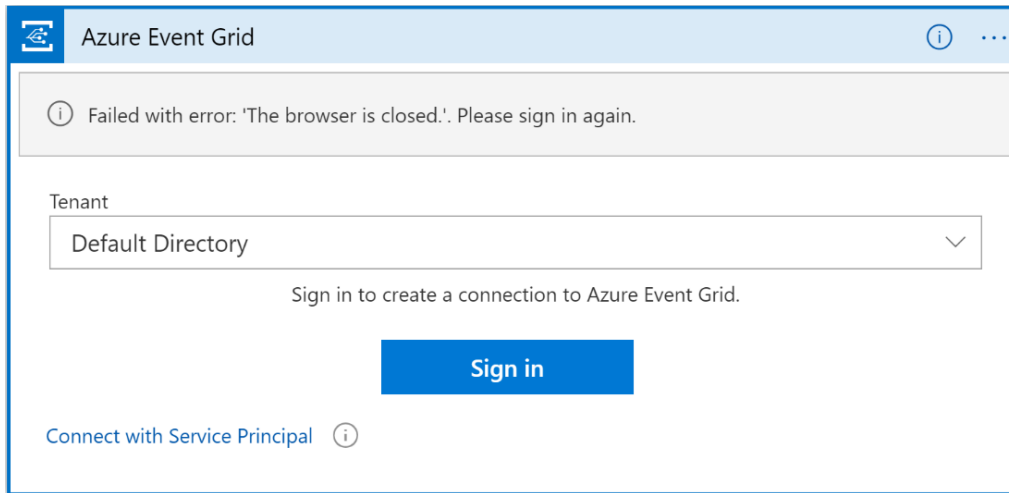 Azure Event Grid
Failed with error: 'The browser is closed.'. Please sign in again.
Tenant
Default Directory
Sign in to create a connection to Azure Event Grid.
Sign in
Connect with Service Principal